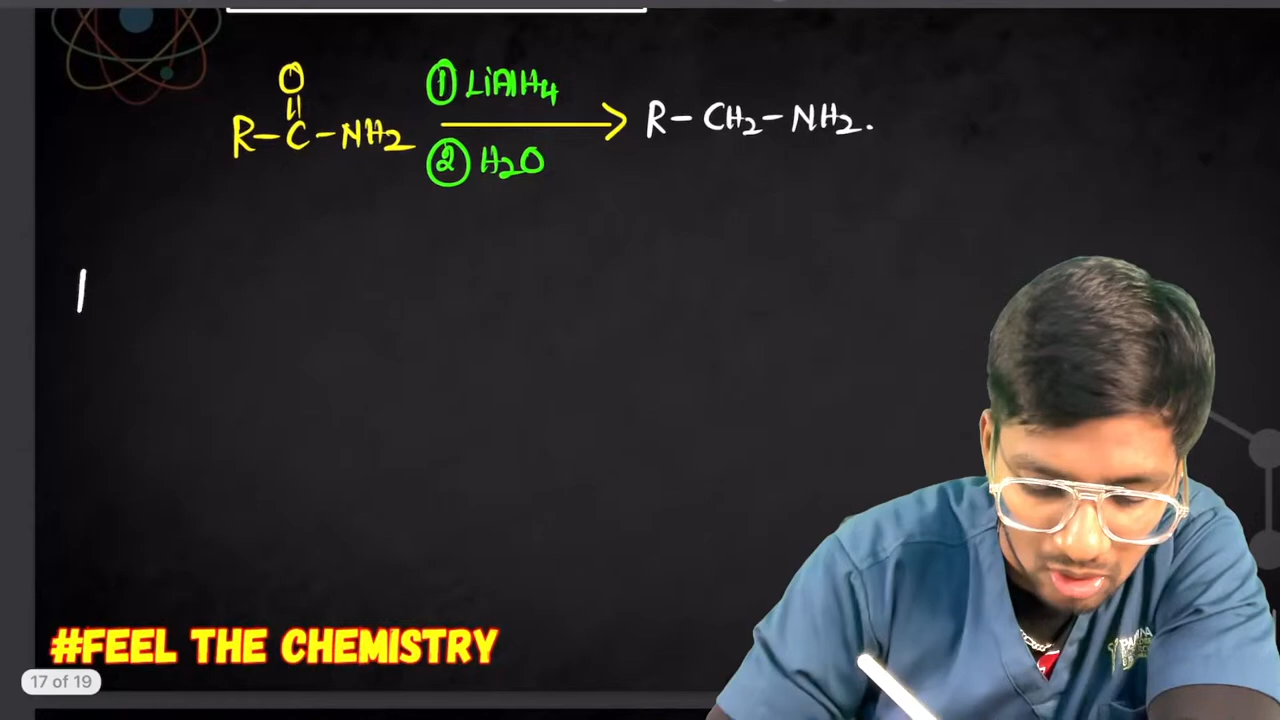 O
||
R-C-NH2 ① LiAlH4 ② H2O R-CH2-NH2.
#FEEL THE CHEMISTRY
17 of 19